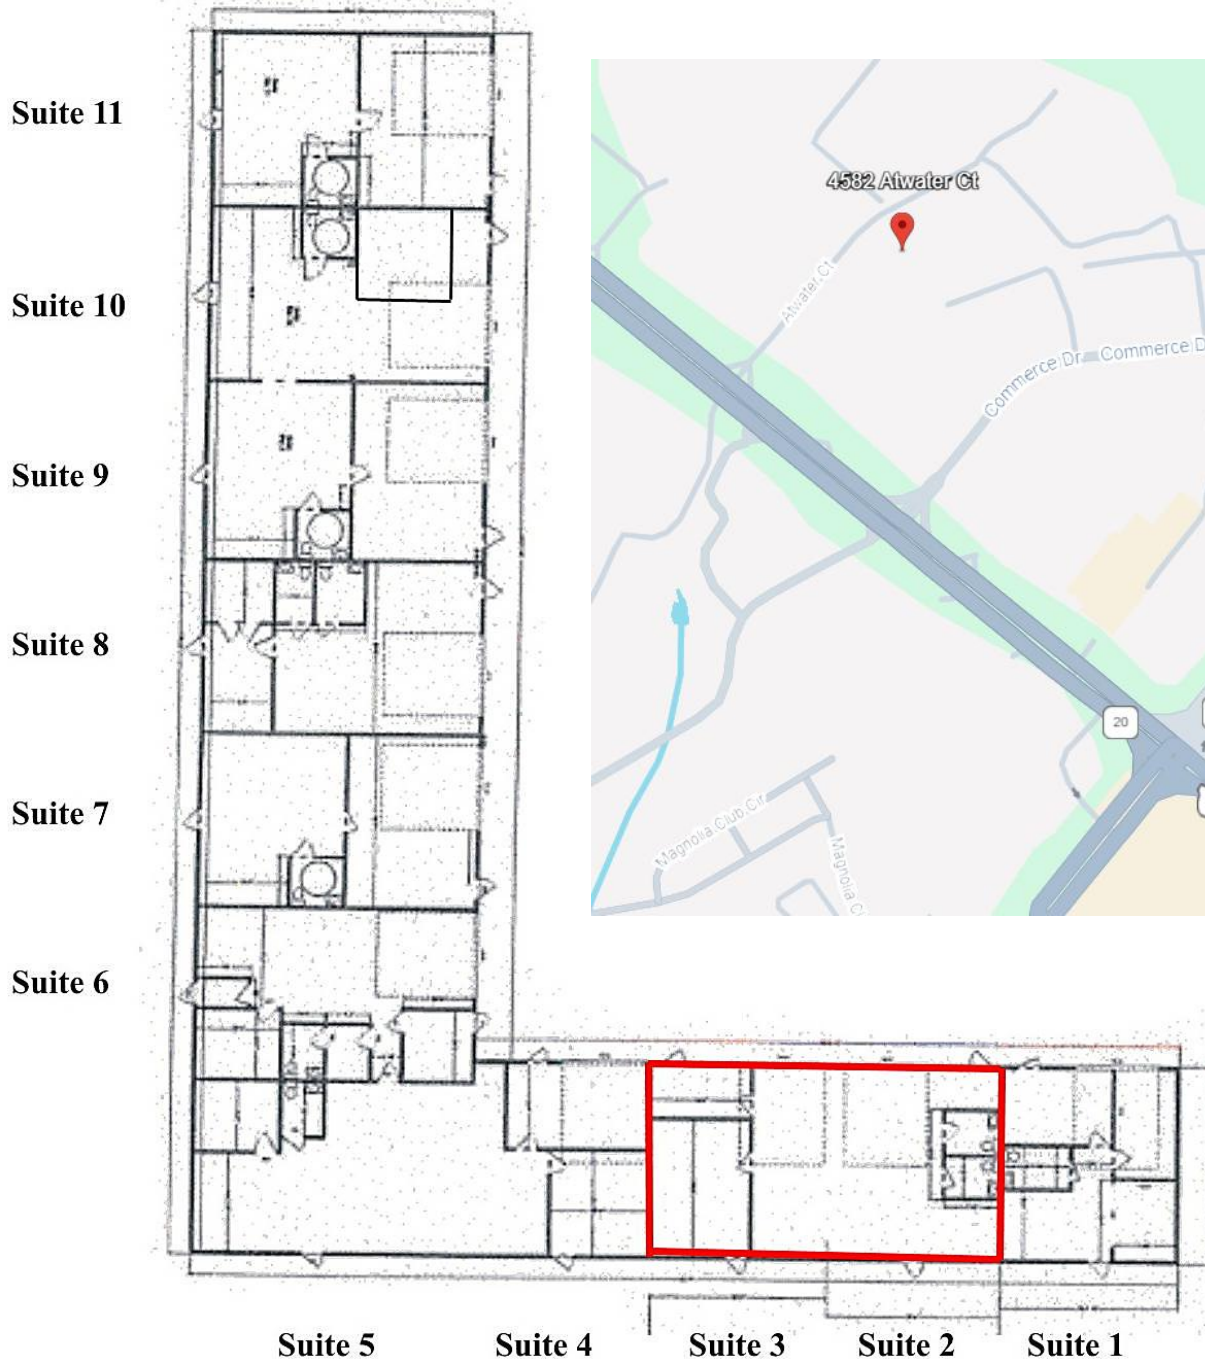 Suite 11
Suite 10
Suite 9
Suite 8
Suite 7
Suite 6
Suite 5
Suite 4
Suite 3
Suite 2
Suite 1
4582 Atwater Ct
Atwater Ct
Commerce Dr
Commerce D
20
Magnolia Club Cir
Magnolia Ci